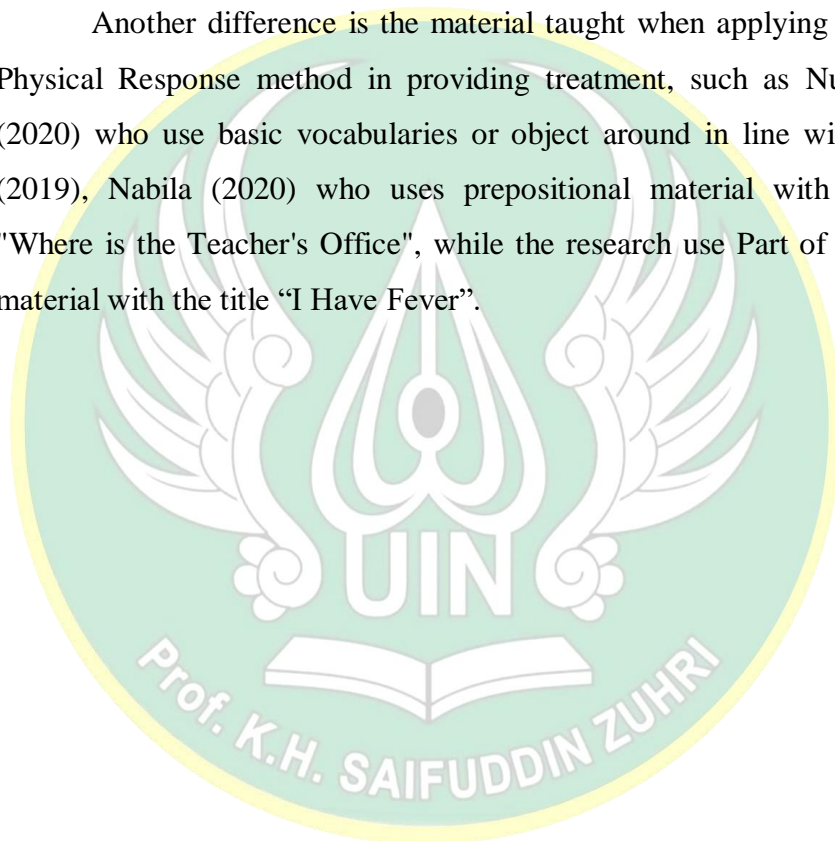 Another difference is the material taught when applying
Physical Response method in providing treatment, such as Nu
(2020) who use basic vocabularies or object around in line wi
(2019), Nabila (2020) who uses prepositional material with
"Where is the Teacher's Office", while the research use Part of
material with the title “I Have Fever”.
UIN
Prof. K.H. SAIFUDDIN ZUHRI